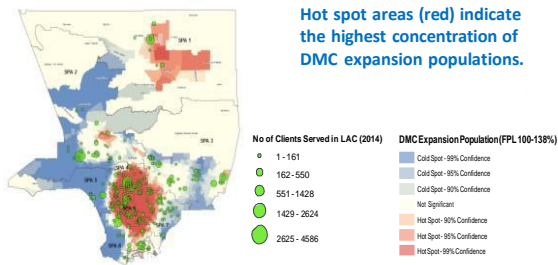 Hot spot areas (red) indicate
the highest concentration of
DMC expansion populations.
SPA 1
SPA 2
SPA 3
SPA 4
SPA 5
SPA 7
SPA 8
No of Clients Served in LAC (2014)
1 - 161
162 - 550
551 - 1428
1429 - 2624
2625 - 4586
DMC Expansion Population (FPL 100-138%)
Cold Spot - 99% Confidence
Cold Spot - 95% Confidence
Cold Spot - 90% Confidence
Not Significant
Hot Spot - 90% Confidence
Hot Spot - 95% Confidence
Hot Spot - 99% Confidence